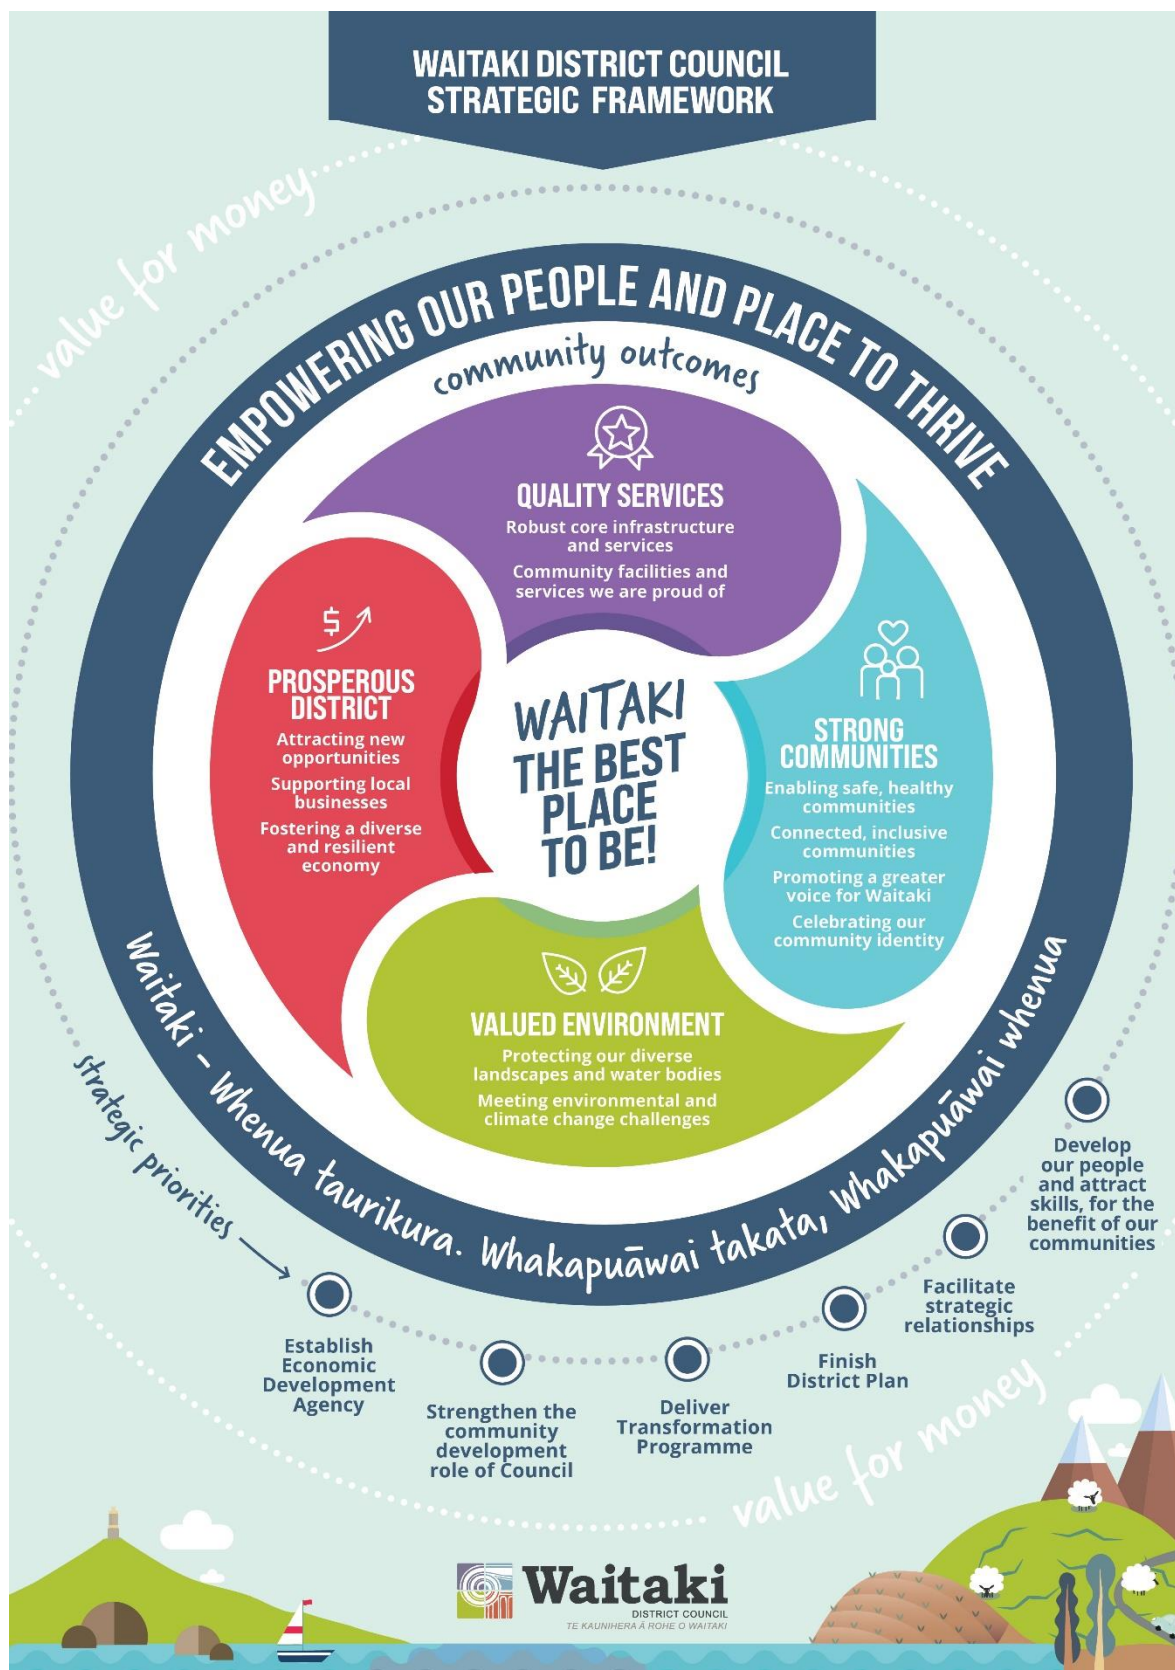 WAITAKI DISTRICT COUNCIL
STRATEGIC FRAMEWORK
value for money
EMPOWERING OUR PEOPLE AND PLACE TO THRIVE
community outcomes
QUALITY SERVICES
Robust core infrastructure
and services
Community facilities and
services we are proud of
PROSPEROUS
DISTRICT
Attracting new
opportunities
Supporting local
businesses
Fostering a diverse
and resilient
economy
WAITAKI
THE BEST
PLACE
TO BE!
STRONG
COMMUNITIES
Enabling safe, healthy
communities
Connected, inclusive
communities
Promoting a greater
voice for Waitaki
Celebrating our
community identity
VALUED ENVIRONMENT
Protecting our diverse
landscapes and water bodies
Meeting environmental and
climate change challenges
Waitaki – Whenua taurikura. Whakapuāwai takata, Whakapuāwai whenua
strategic priorities
Establish
Economic
Development
Agency
Strengthen the
community
development
role of Council
Deliver
Transformation
Programme
Finish
District Plan
Facilitate
strategic
relationships
Develop
our people
and attract
skills, for the
benefit of our
communities
value for money
Waitaki
DISTRICT COUNCIL
TE KAUNIHERA Ā ROHE O WAITAKI